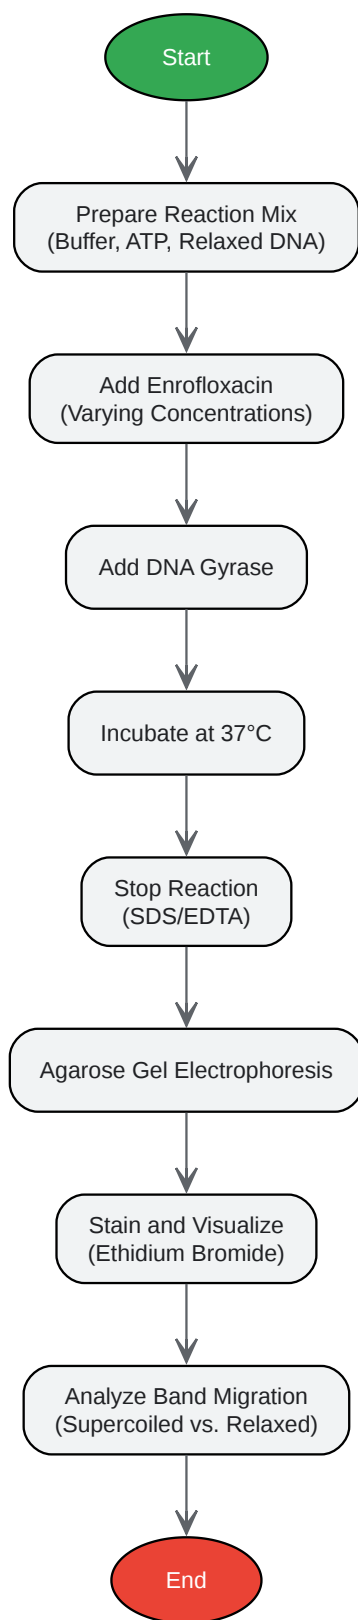 Start
Prepare Reaction Mix
(Buffer, ATP, Relaxed DNA)
Add Enrofloxacin
(Varying Concentrations)
Add DNA Gyrase
Incubate at 37°C
Stop Reaction
(SDS/EDTA)
Agarose Gel Electrophoresis
Stain and Visualize
(Ethidium Bromide)
Analyze Band Migration
(Supercoiled vs. Relaxed)
End